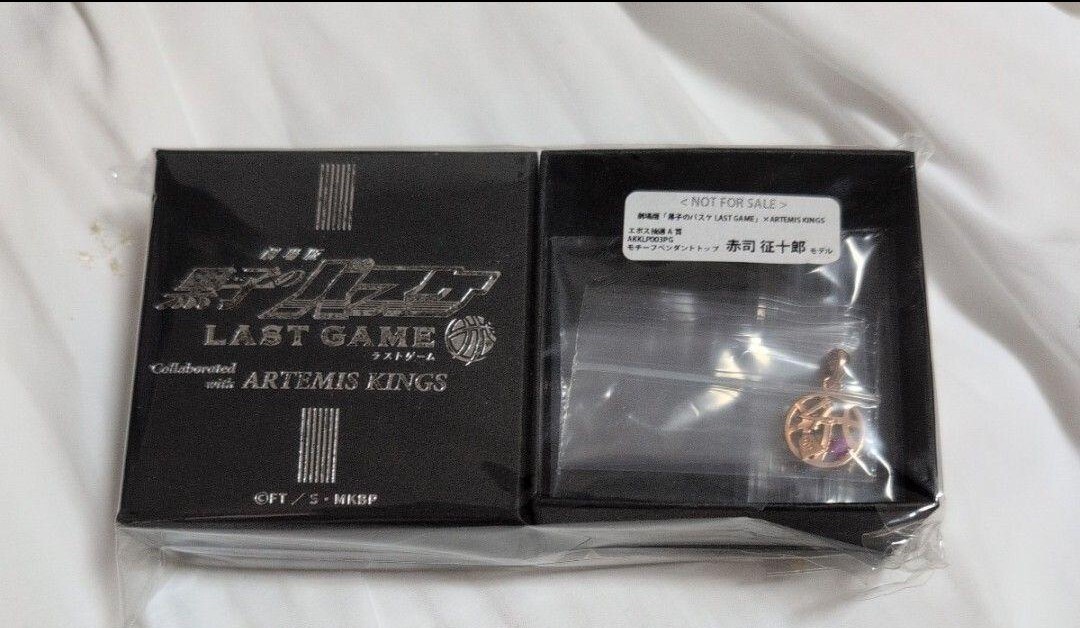 劇場版
黒子のバスケ
LAST GAME
ラストゲーム
Collaborated
with ARTEMIS KINGS
©FT / S・MKBP
< NOT FOR SALE >
劇場版「黒子のバスケ LAST GAME」×ARTEMIS KINGS
エポス抽選 A 賞
AKKLP003PG
モチーフペンダントトップ 赤司 征十郎 モデル